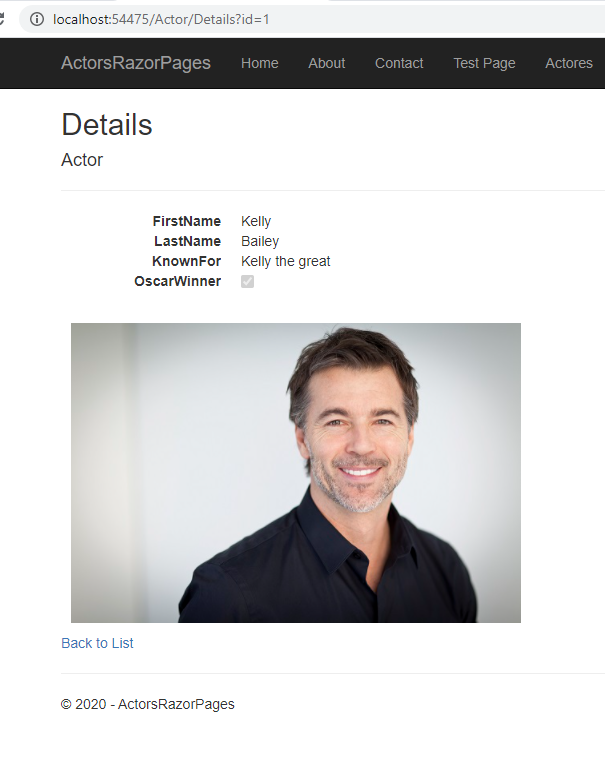 localhost:54475/Actor/Details?id=1
ActorsRazorPages Home About Contact Test Page Actores
Details
Actor
FirstName Kelly
LastName Bailey
KnownFor Kelly the great
OscarWinner
Back to List
© 2020 - ActorsRazorPages